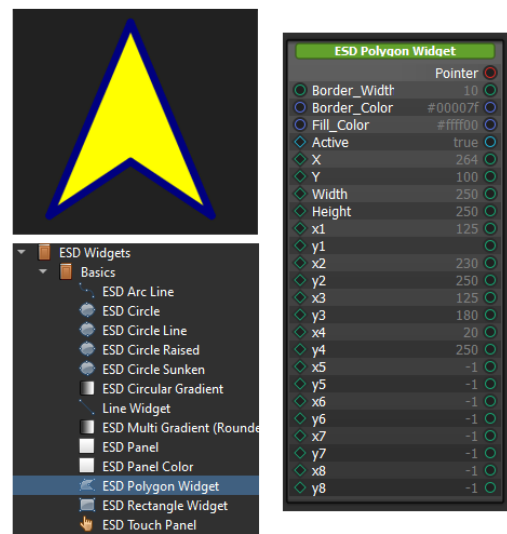 ESD Widgets
Basics
ESD Arc Line
ESD Circle
ESD Circle Line
ESD Circle Raised
ESD Circle Sunken
ESD Circular Gradient
Line Widget
ESD Multi Gradient (Rounde
ESD Panel
ESD Panel Color
ESD Polygon Widget
ESD Rectangle Widget
ESD Touch Panel
ESD Polygon Widget
Pointer
Border_Width 10
Border_Color #00007f
Fill_Color #ffff00
Active true
X 264
Y 100
Width 250
Height 250
x1 125
y1
x2 230
y2 250
x3 125
y3 180
x4 20
y4 250
x5 -1
y5 -1
x6 -1
y6 -1
x7 -1
y7 -1
x8 -1
y8 -1